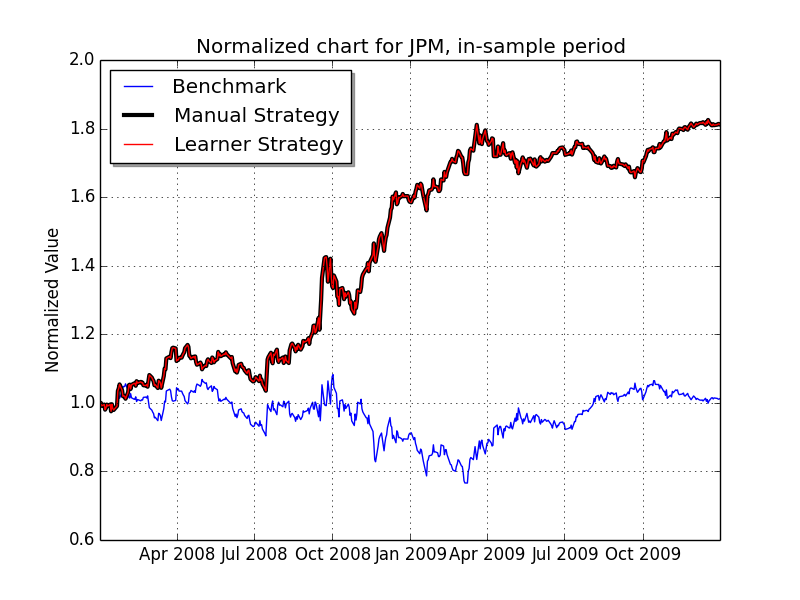 Normalized chart for JPM, in-sample period
Benchmark
Manual Strategy
Learner Strategy
Normalized Value
2.0
1.8
1.6
1.4
1.2
1.0
0.8
0.6
Apr 2008 Jul 2008 Oct 2008 Jan 2009 Apr 2009 Jul 2009 Oct 2009